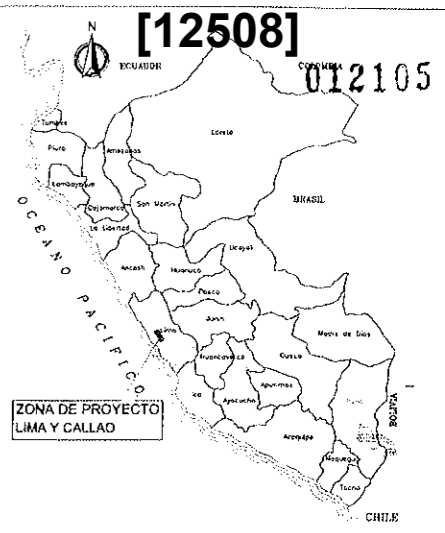 N
[12508]
ECUADOR
COLOMBIA
012105
Tumbes
Piura
Amazonas
Loreto
Lambayeque
Cajamarca
San Martin
La Libertad
BRASIL
OCEANO PACIFICO
Ancash
Huanuco
Ucayali
Pasco
Junin
Lima
Madre de Dios
Huancavelica
Cusco
Ica
Ayacucho
Apurimac
Puno
BOLIVIA
ZONA DE PROYECTO
LIMA Y CALLAO
Arequipa
Moquegua
Tacna
CHILE